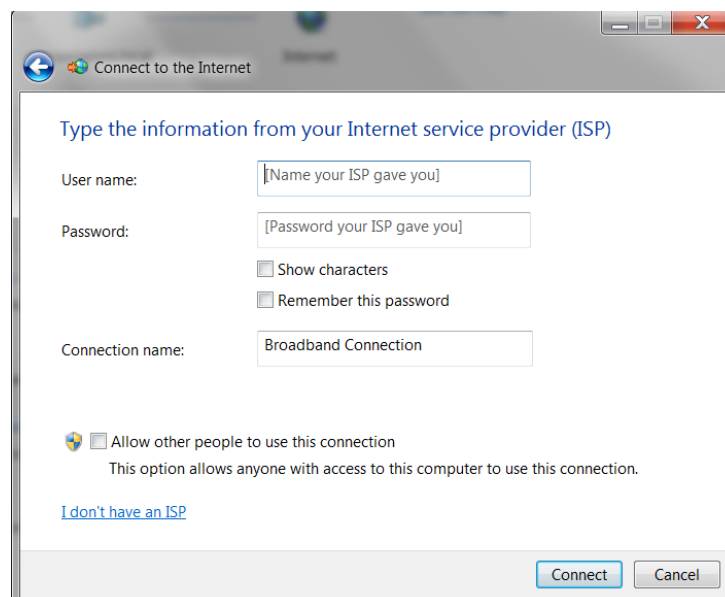 Connect to the Internet
Type the information from your Internet service provider (ISP)
User name:
[Name your ISP gave you]
Password:
[Password your ISP gave you]
Show characters
Remember this password
Connection name:
Broadband Connection
Allow other people to use this connection
This option allows anyone with access to this computer to use this connection.
I don't have an ISP
Connect
Cancel